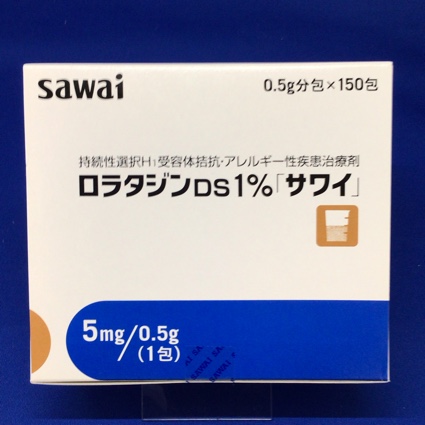 sawai
0.5g分包×150包
持続性選択H1受容体拮抗・アレルギー性疾患治療剤
ロラタジンDS1%「サワイ」
5mg/0.5g
(1包)